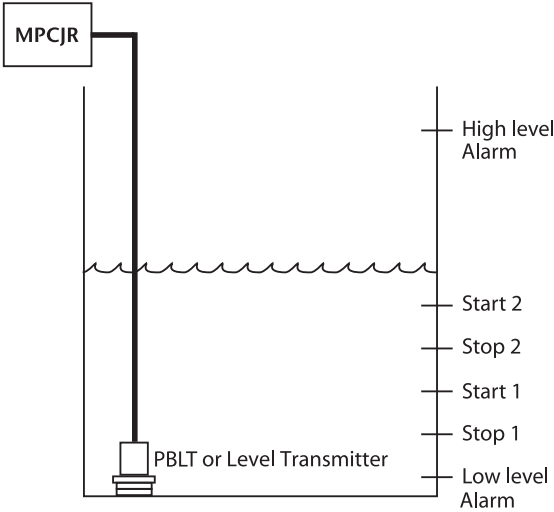 MPCJR
High level
Alarm
Start 2
Stop 2
Start 1
Stop 1
PBLT or Level Transmitter
Low level
Alarm